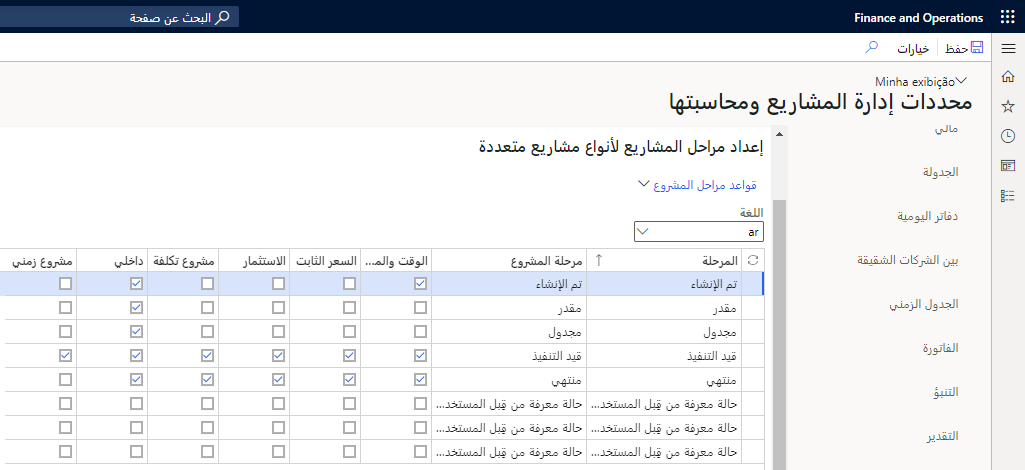 Finance and Operations
البحث عن صفحة
حفظ
خيارات
Minha exibição
محددات إدارة المشاريع ومحاسبتها
مالي
الجدولة
دفاتر اليومية
بين الشركات الشقيقة
الجدول الزمني
الفاتورة
التنبؤ
التقدير
إعداد مراحل المشاريع لأنواع مشاريع متعددة
قواعد مراحل المشروع
اللغة
ar
المرحلة مرحلة المشروع الوقت والمـ... السعر الثابت الاستثمار مشروع تكلفة داخلي مشروع زمني
تم الإنشاء تم الإنشاء
مقدر مقدر
مجدول مجدول
قيد التنفيذ قيد التنفيذ
منتهي منتهي
حالة معرفة من قِبل المستخد... حالة معرفة من قِبل المستخد...
حالة معرفة من قِبل المستخد... حالة معرفة من قِبل المستخد...
حالة معرفة من قِبل المستخد... حالة معرفة من قِبل المستخد...